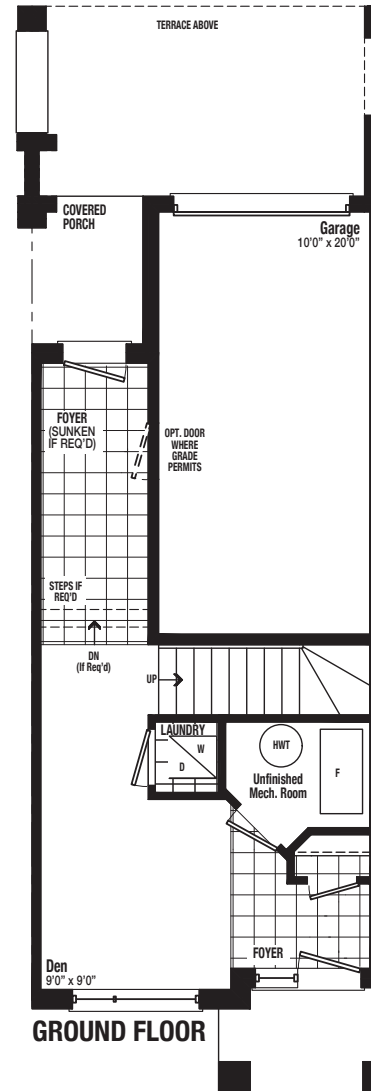 TERRACE ABOVE
COVERED
PORCH
Garage
10'0" x 20'0"
FOYER
(SUNKEN
IF REQ'D)
OPT. DOOR
WHERE
GRADE
PERMITS
STEPS IF
REQ'D
DN
(If Req'd)
UP
LAUNDRY
W
D
HWT
F
Unfinished
Mech. Room
FOYER
Den
9'0" x 9'0"
GROUND FLOOR